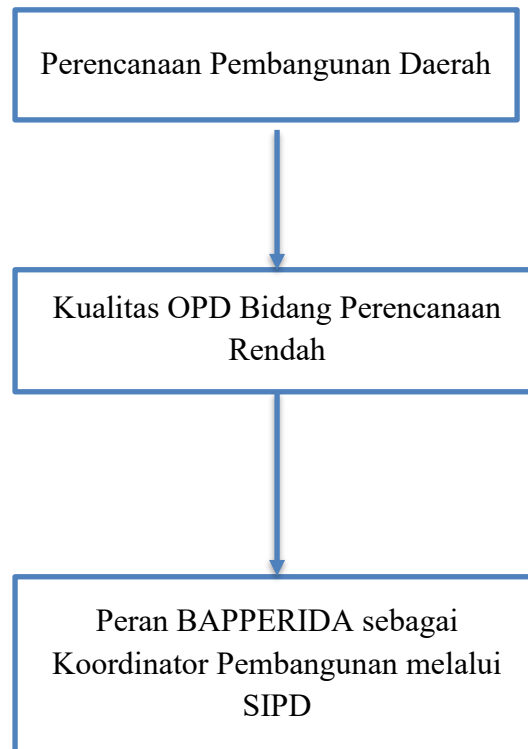 Perencanaan Pembangunan Daerah
Kualitas OPD Bidang Perencanaan
Rendah
Peran BAPPERIDA sebagai
Koordinator Pembangunan melalui
SIPD